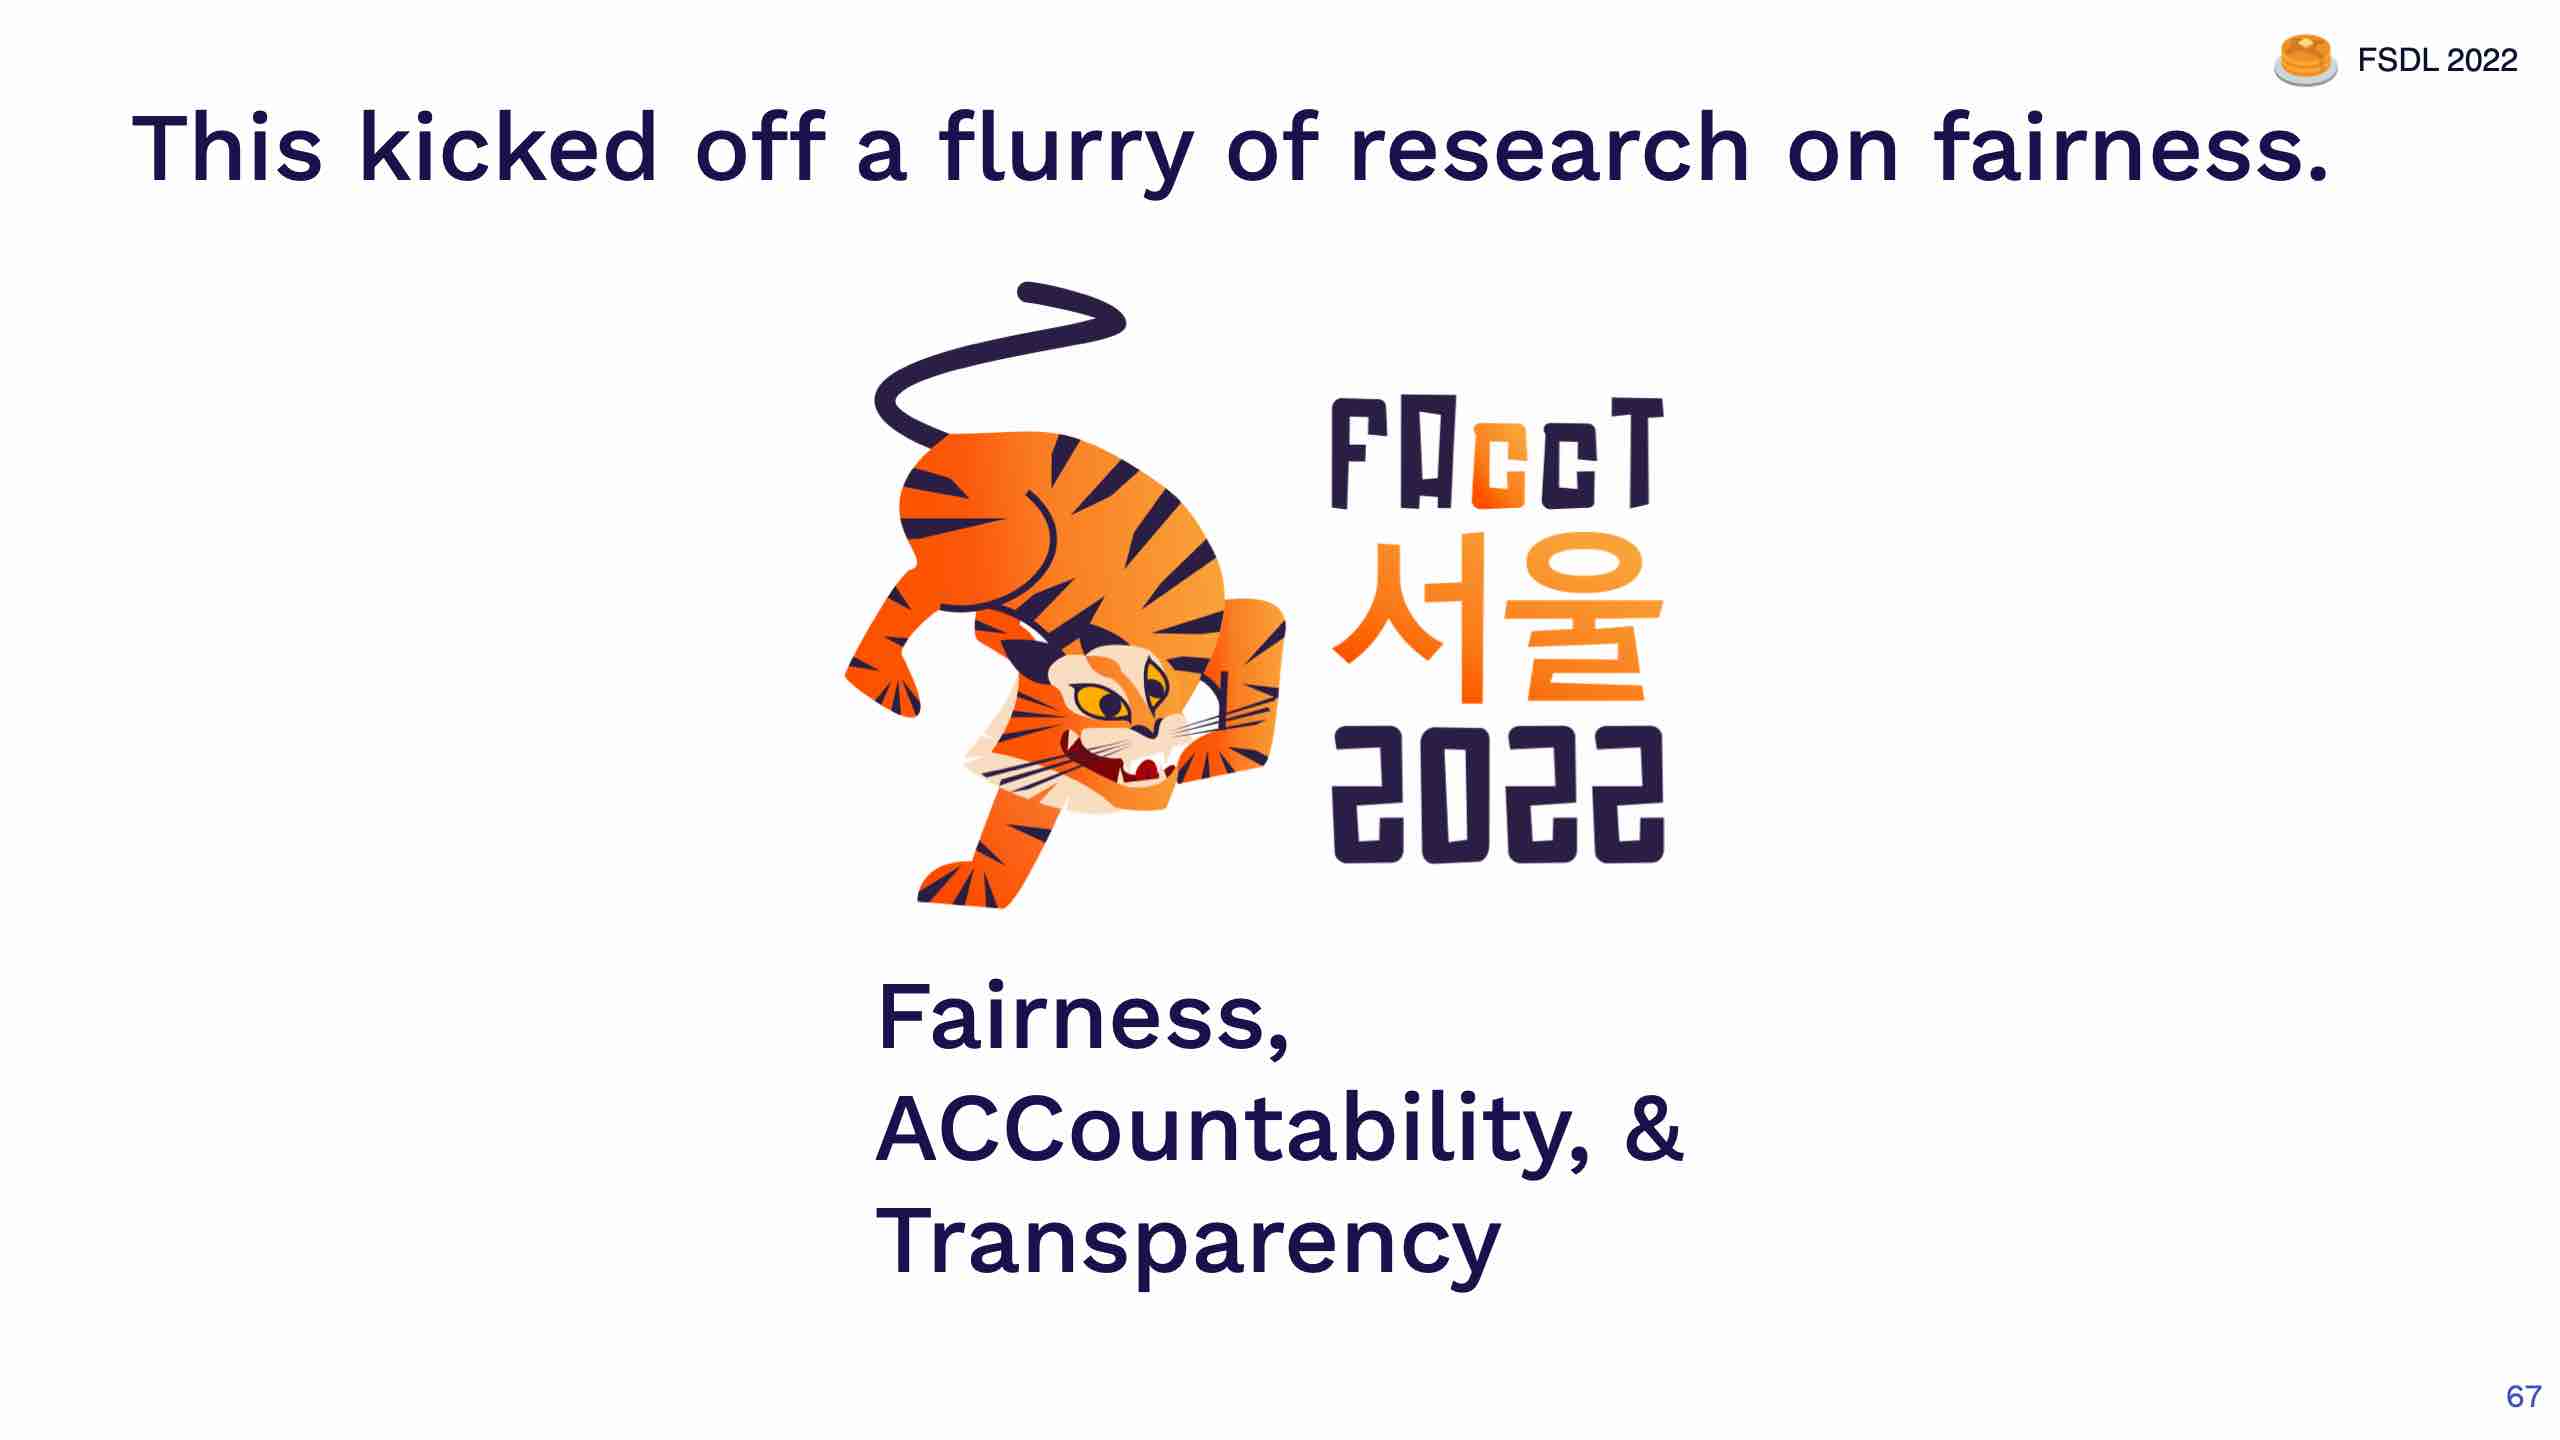 FSDL 2022
This kicked off a flurry of research on fairness.
FAccT
서울
2022
Fairness,
ACCountability, &
Transparency
67